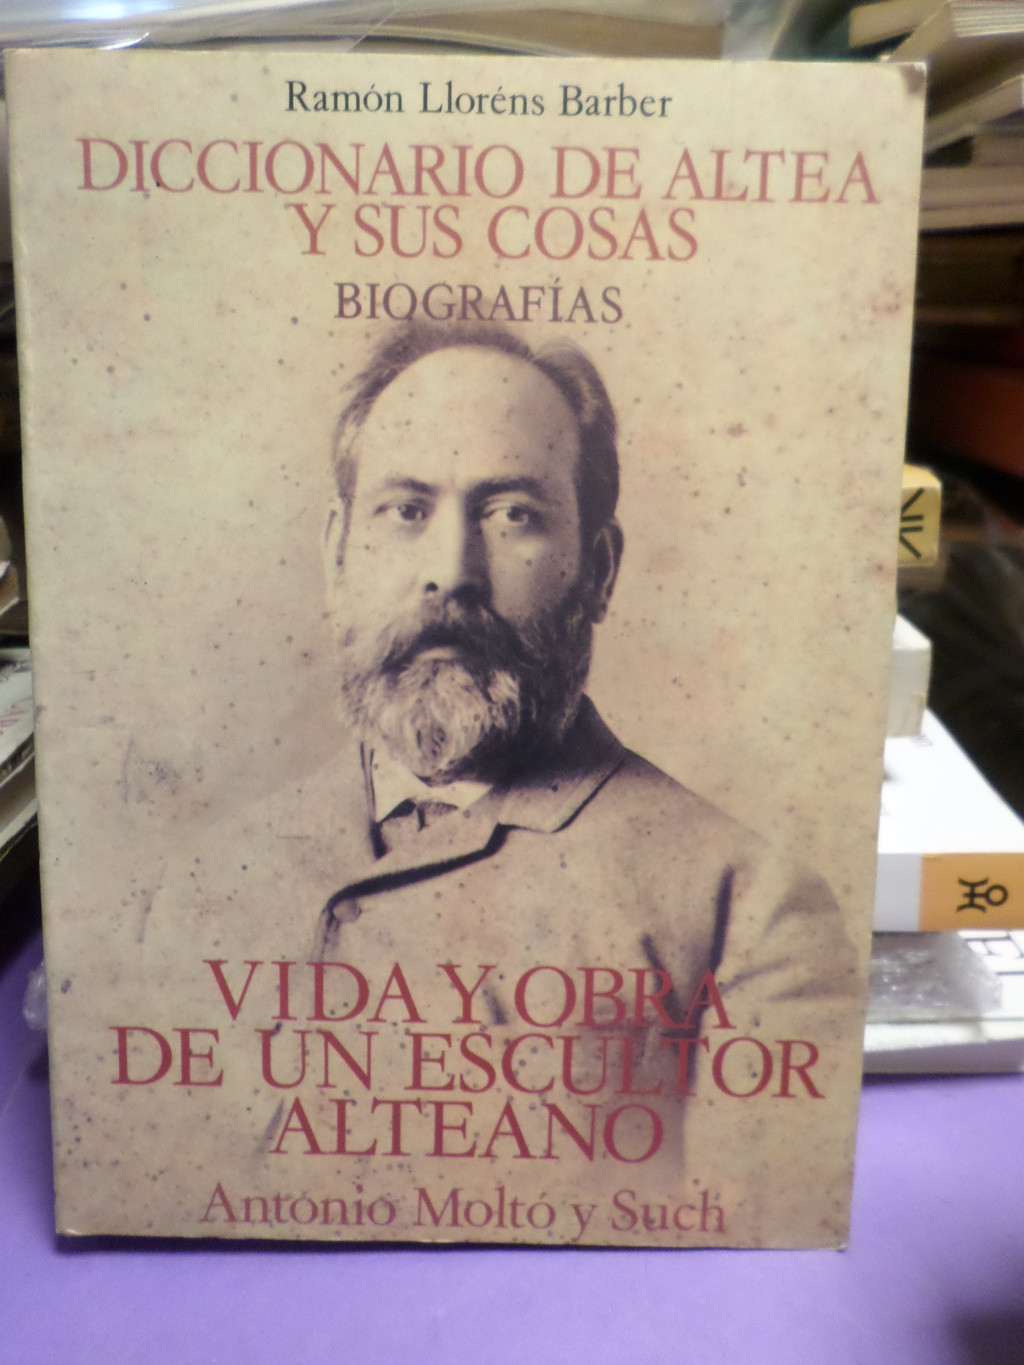 Ramón Lloréns Barber
DICCIONARIO DE ALTEA
Y SUS COSAS
BIOGRAFÍAS
VIDA Y OBRA
DE UN ESCULTOR
ALTEANO
Antonio Moltó y Such